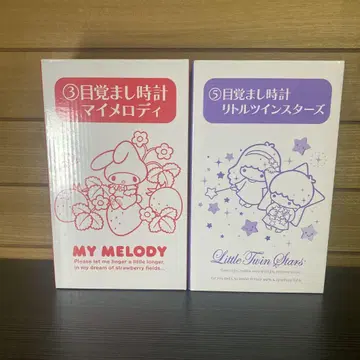 ③目覚まし時計
マイメロディ
MY MELODY
Please let me linger a little longer
in my dream of strawberry fields...
⑤目覚まし時計
リトルツインスターズ
Little Twin Stars